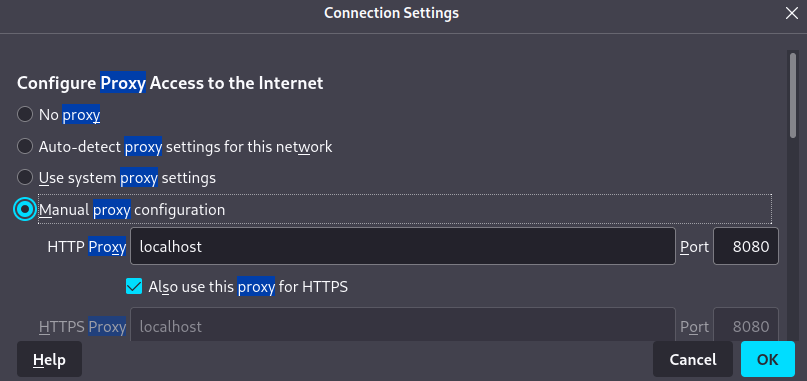 Connection Settings
Configure Proxy Access to the Internet
No proxy
Auto-detect proxy settings for this network
Use system proxy settings
Manual proxy configuration
HTTP Proxy localhost Port 8080
Also use this proxy for HTTPS
HTTPS Proxy localhost Port 8080
Help Cancel OK